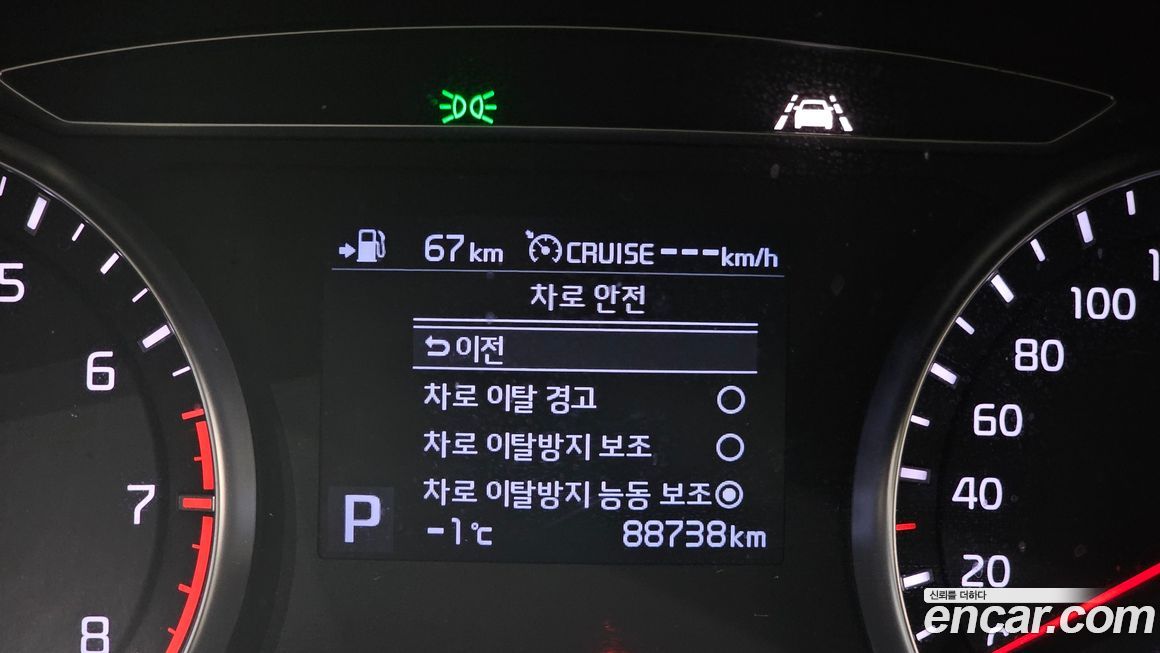 67 km CRUISE ---km/h
차로 안전
이전
차로 이탈 경고
차로 이탈방지 보조
차로 이탈방지 능동 보조
P
-1℃ 88738km
5
6
7
8
100
80
60
40
20
신뢰를 더하다
encar.com